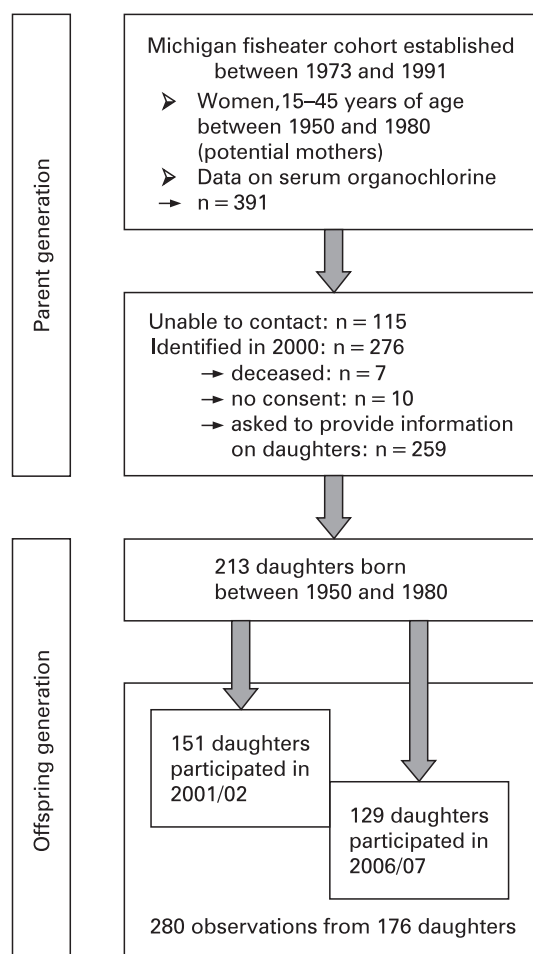 Parent generation
Michigan fisheater cohort established
between 1973 and 1991
➢ Women,15–45 years of age
between 1950 and 1980
(potential mothers)
➢ Data on serum organochlorine
→ n = 391
Unable to contact: n = 115
Identified in 2000: n = 276
→ deceased: n = 7
→ no consent: n = 10
→ asked to provide information
on daughters: n = 259
Offspring generation
213 daughters born
between 1950 and 1980
151 daughters
participated in
2001/02
129 daughters
participated in
2006/07
280 observations from 176 daughters